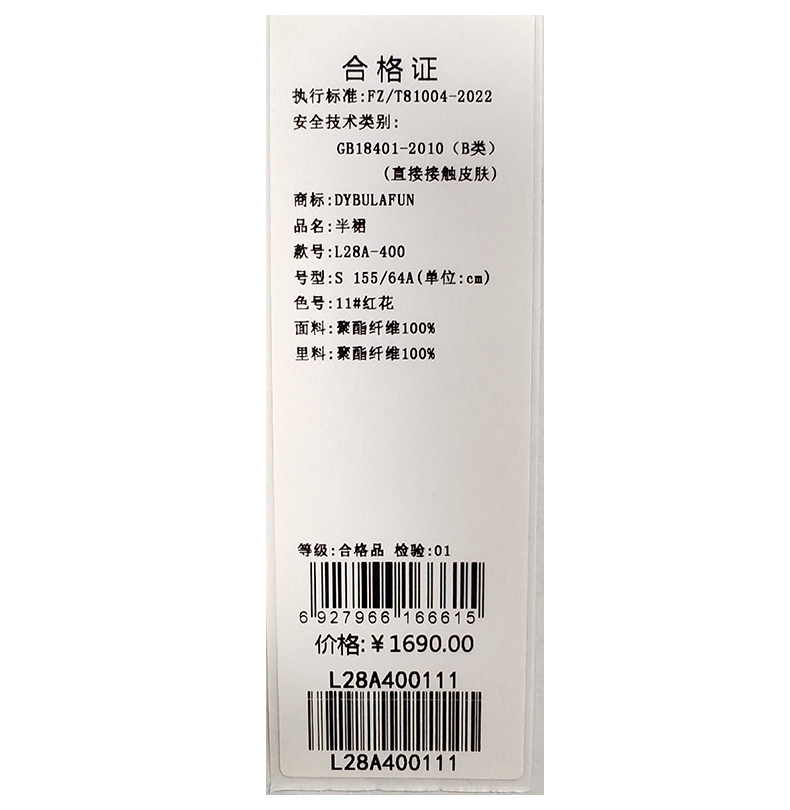 合格证
执行标准:FZ/T81004-2022
安全技术类别:
GB18401-2010（B类）
(直接接触皮肤)
商标:DYBULAFUN
品名:半裙
款号:L28A-400
号型:S 155/64A(单位:cm)
色号:11#红花
面料:聚酯纤维100%
里料:聚酯纤维100%
等级:合格品 检验:01
6 927966 166615
价格:￥1690.00
L28A400111
L28A400111